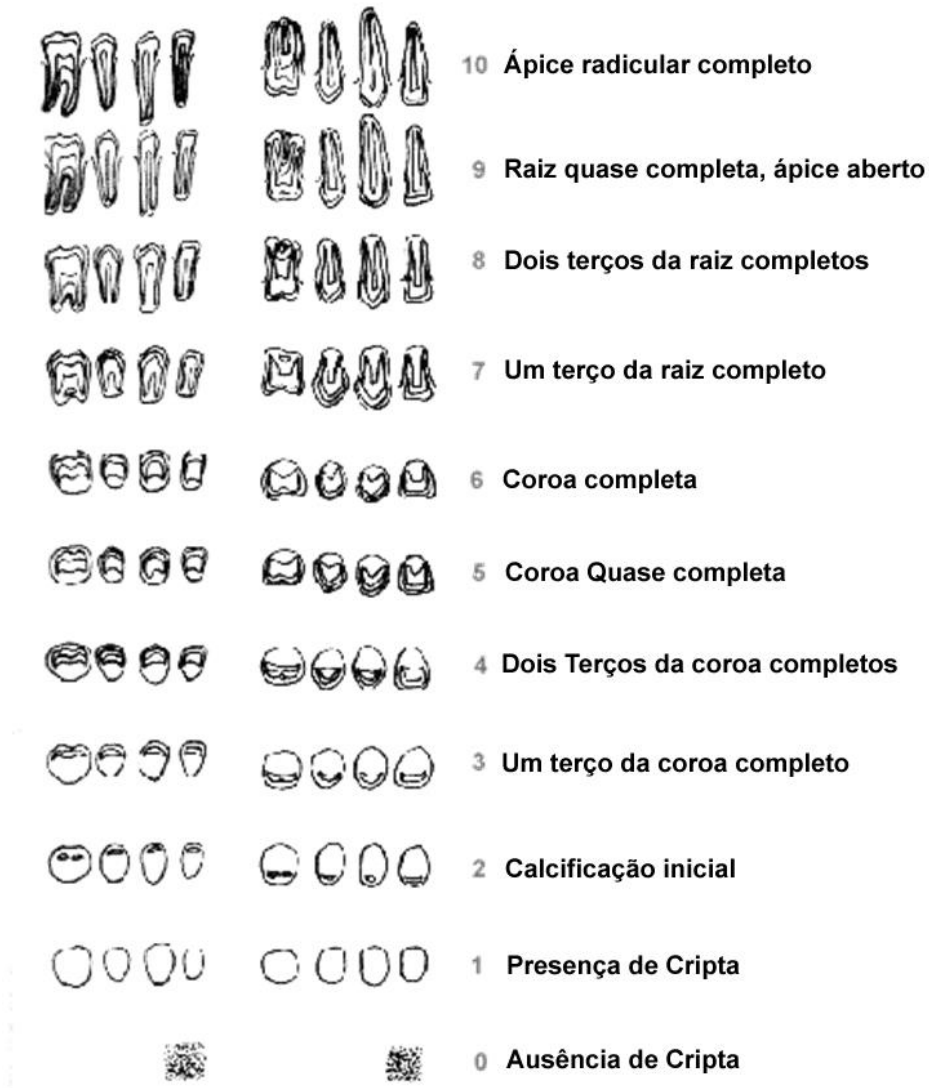 10 Ápice radicular completo
9 Raiz quase completa, ápice aberto
8 Dois terços da raiz completos
7 Um terço da raiz completo
6 Coroa completa
5 Coroa Quase completa
4 Dois Terços da coroa completos
3 Um terço da coroa completo
2 Calcificação inicial
1 Presença de Cripta
0 Ausência de Cripta